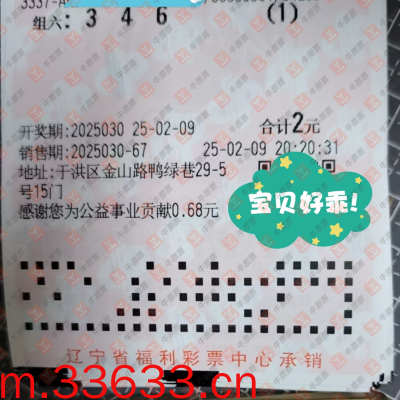 组六: 3 4 6 (1)
开奖期:2025030 25-02-09 合计2元
销售期:2025030-67 25-02-09 20:20:31
地址:于洪区金山路鸭绿巷29-5
号15门
宝贝好乖!
感谢您为公益事业贡献0.68元
辽宁省福利彩票中心承销
m.33633.cn